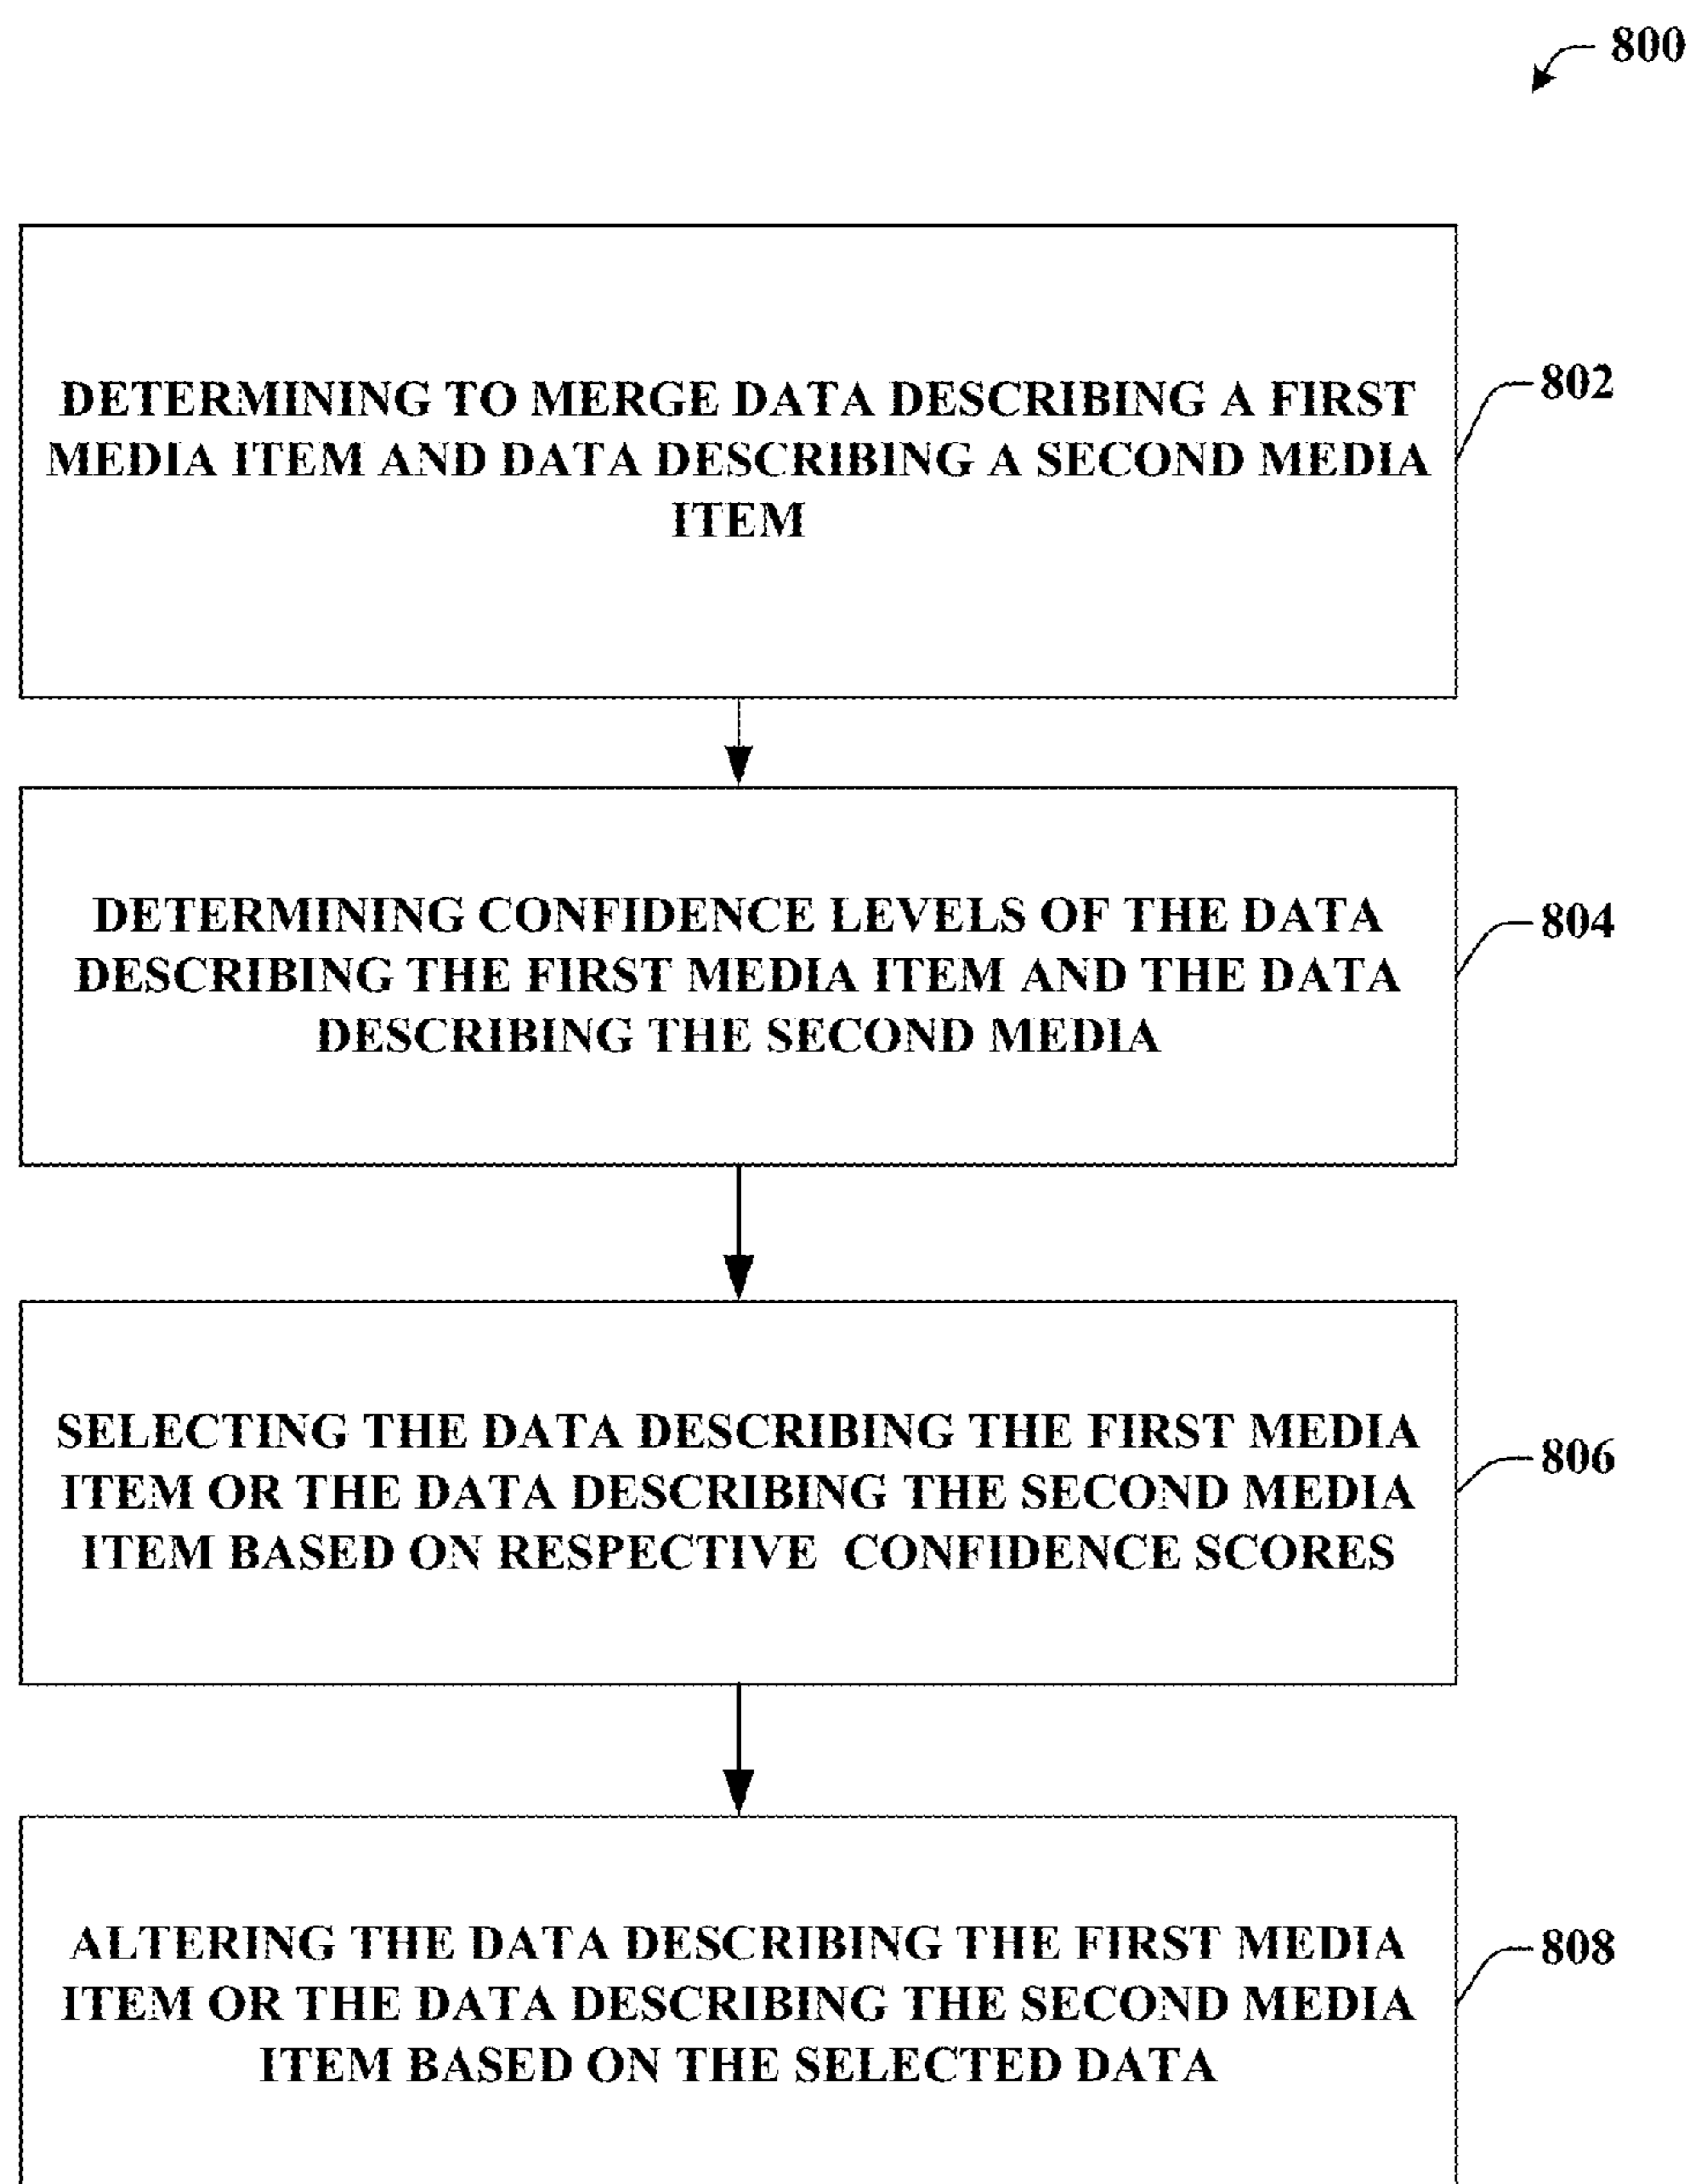 800
DETERMINING TO MERGE DATA DESCRIBING A FIRST
MEDIA ITEM AND DATA DESCRIBING A SECOND MEDIA
ITEM
802
DETERMINING CONFIDENCE LEVELS OF THE DATA
DESCRIBING THE FIRST MEDIA ITEM AND THE DATA
DESCRIBING THE SECOND MEDIA
804
SELECTING THE DATA DESCRIBING THE FIRST MEDIA
ITEM OR THE DATA DESCRIBING THE SECOND MEDIA
ITEM BASED ON RESPECTIVE CONFIDENCE SCORES
806
ALTERING THE DATA DESCRIBING THE FIRST MEDIA
ITEM OR THE DATA DESCRIBING THE SECOND MEDIA
ITEM BASED ON THE SELECTED DATA
808